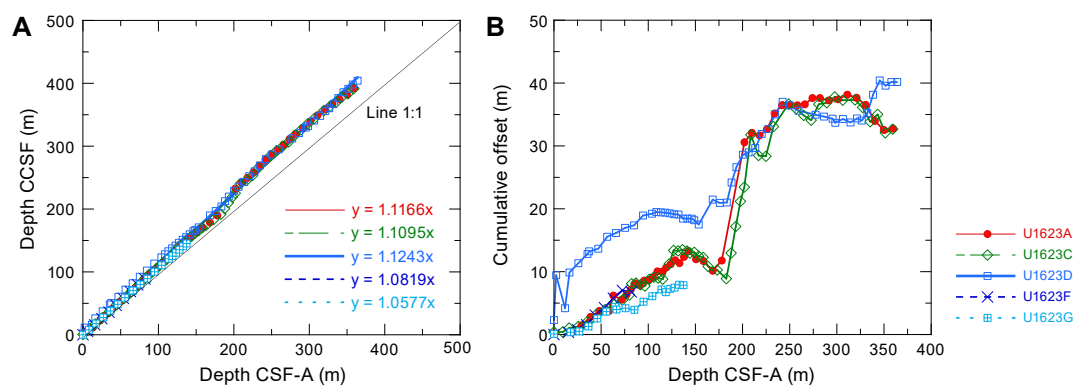 A
500
400
300
200
100
0
Depth CCSF (m)
Line 1:1
y = 1.1166x
y = 1.1095x
y = 1.1243x
y = 1.0819x
y = 1.0577x
0 100 200 300 400 500
Depth CSF-A (m)
B
50
40
30
20
10
0
Cumulative offset (m)
0 50 100 150 200 250 300 350 400
Depth CSF-A (m)
U1623A
U1623C
U1623D
U1623F
U1623G